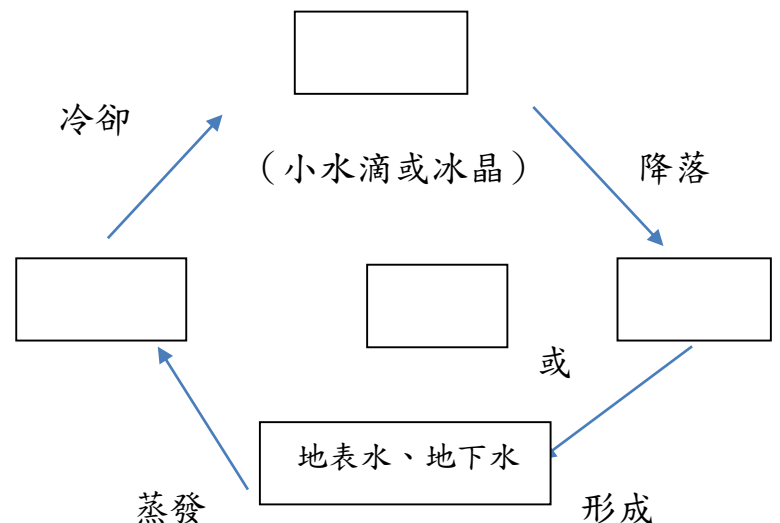 冷卻
（小水滴或冰晶）
降落
或
地表水、地下水
蒸發
形成